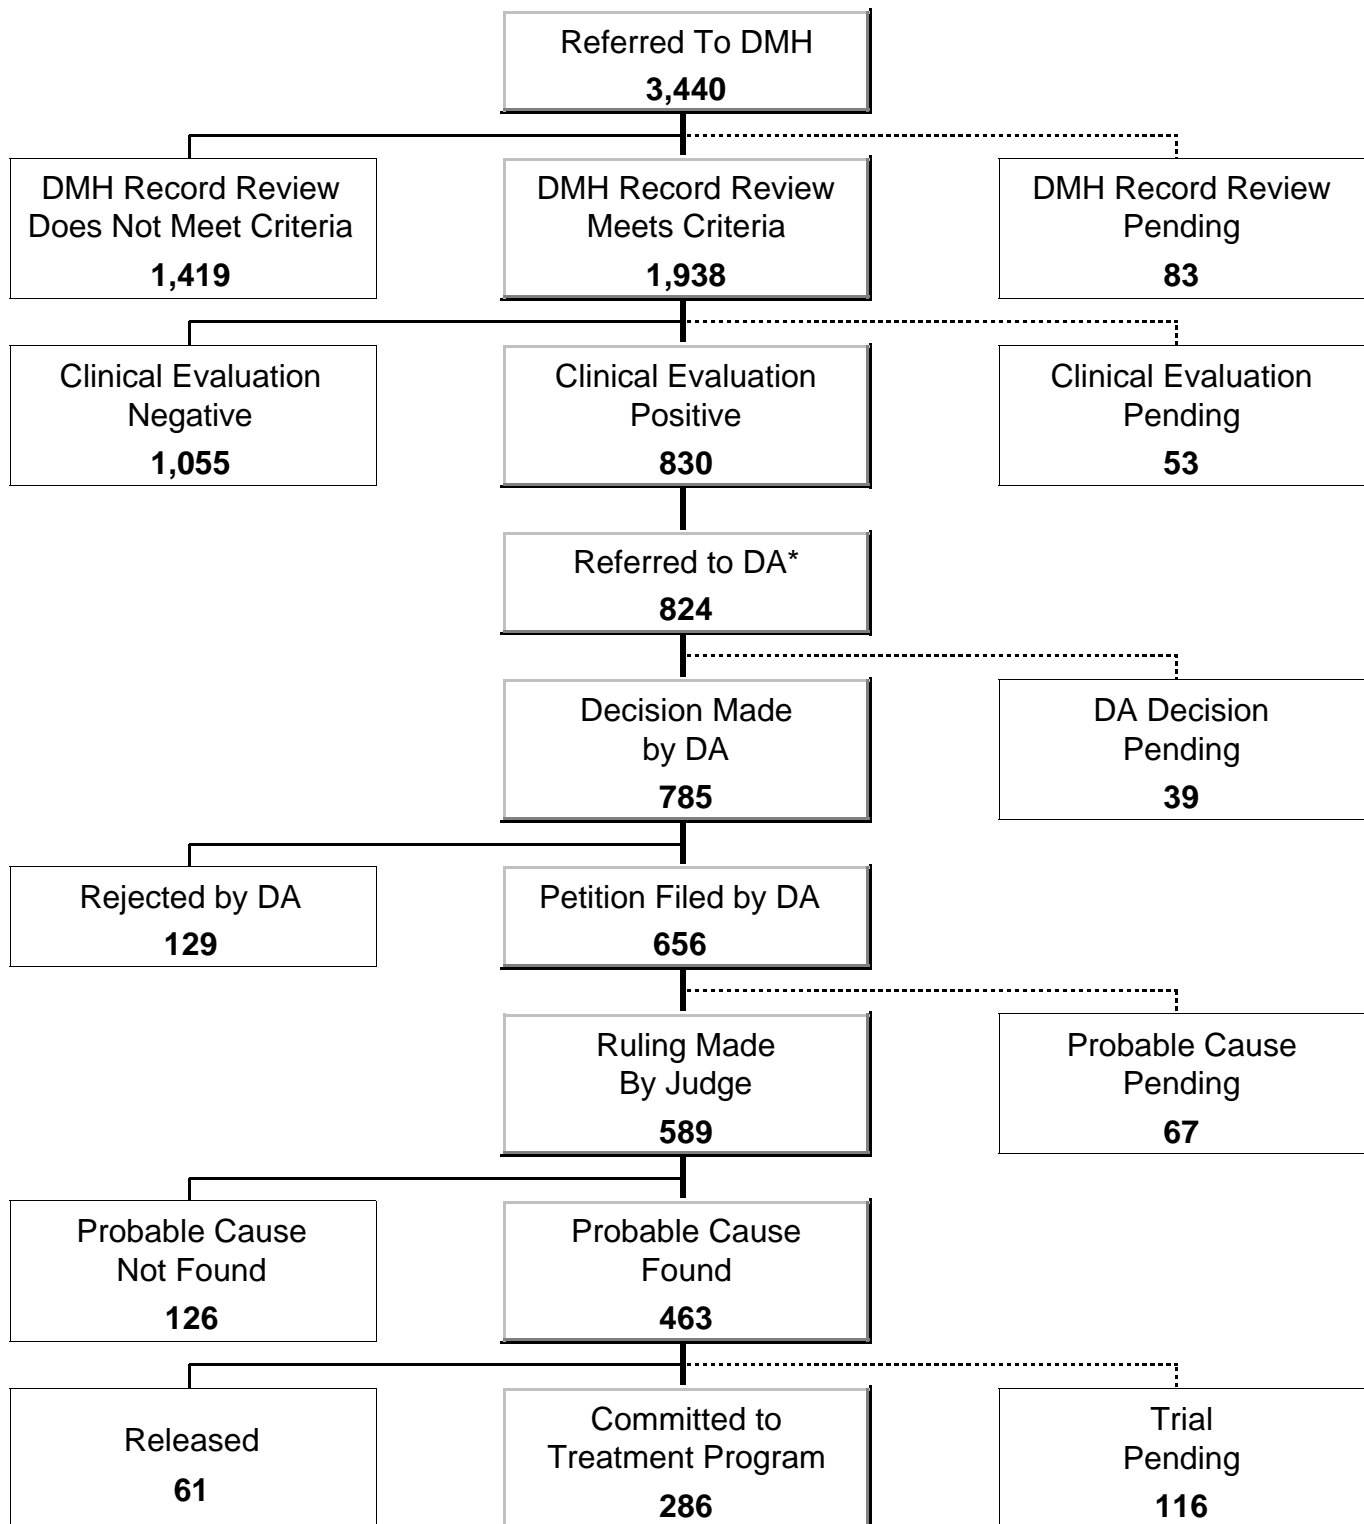 Referred To DMH
3,440
DMH Record Review
Does Not Meet Criteria
1,419
DMH Record Review
Meets Criteria
1,938
DMH Record Review
Pending
83
Clinical Evaluation
Negative
1,055
Clinical Evaluation
Positive
830
Clinical Evaluation
Pending
53
Referred to DA*
824
Decision Made
by DA
785
DA Decision
Pending
39
Rejected by DA
129
Petition Filed by DA
656
Ruling Made
By Judge
589
Probable Cause
Pending
67
Probable Cause
Not Found
126
Probable Cause
Found
463
Released
61
Committed to
Treatment Program
286
Trial
Pending
116